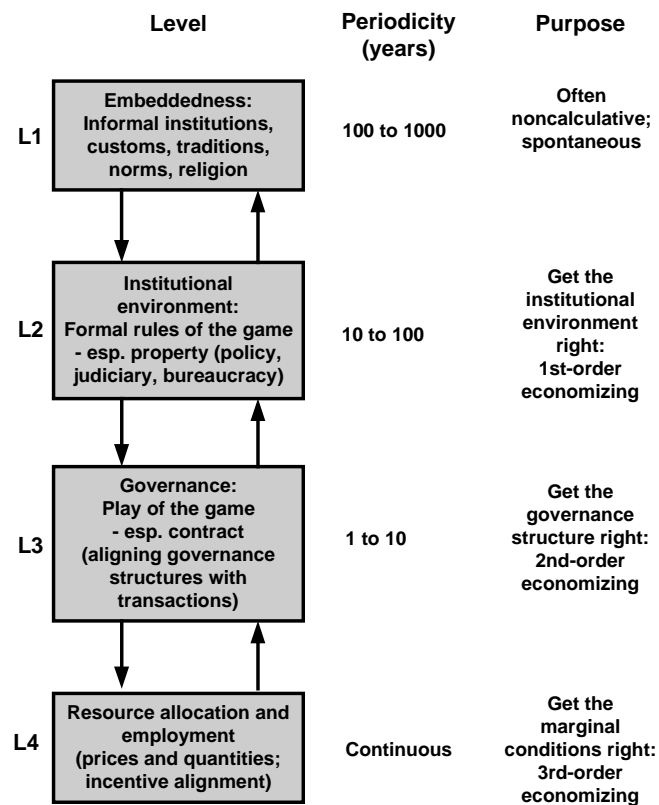 Level
Periodicity
(years)
Purpose
L1
Embeddedness:
Informal institutions,
customs, traditions,
norms, religion
100 to 1000
Often
noncalculative;
spontaneous
L2
Institutional
environment:
Formal rules of the game
- esp. property (policy,
judiciary, bureaucracy)
10 to 100
Get the
institutional
environment
right:
1st-order
economizing
L3
Governance:
Play of the game
- esp. contract
(aligning governance
structures with
transactions)
1 to 10
Get the
governance
structure right:
2nd-order
economizing
L4
Resource allocation and
employment
(prices and quantities;
incentive alignment)
Continuous
Get the
marginal
conditions right:
3rd-order
economizing